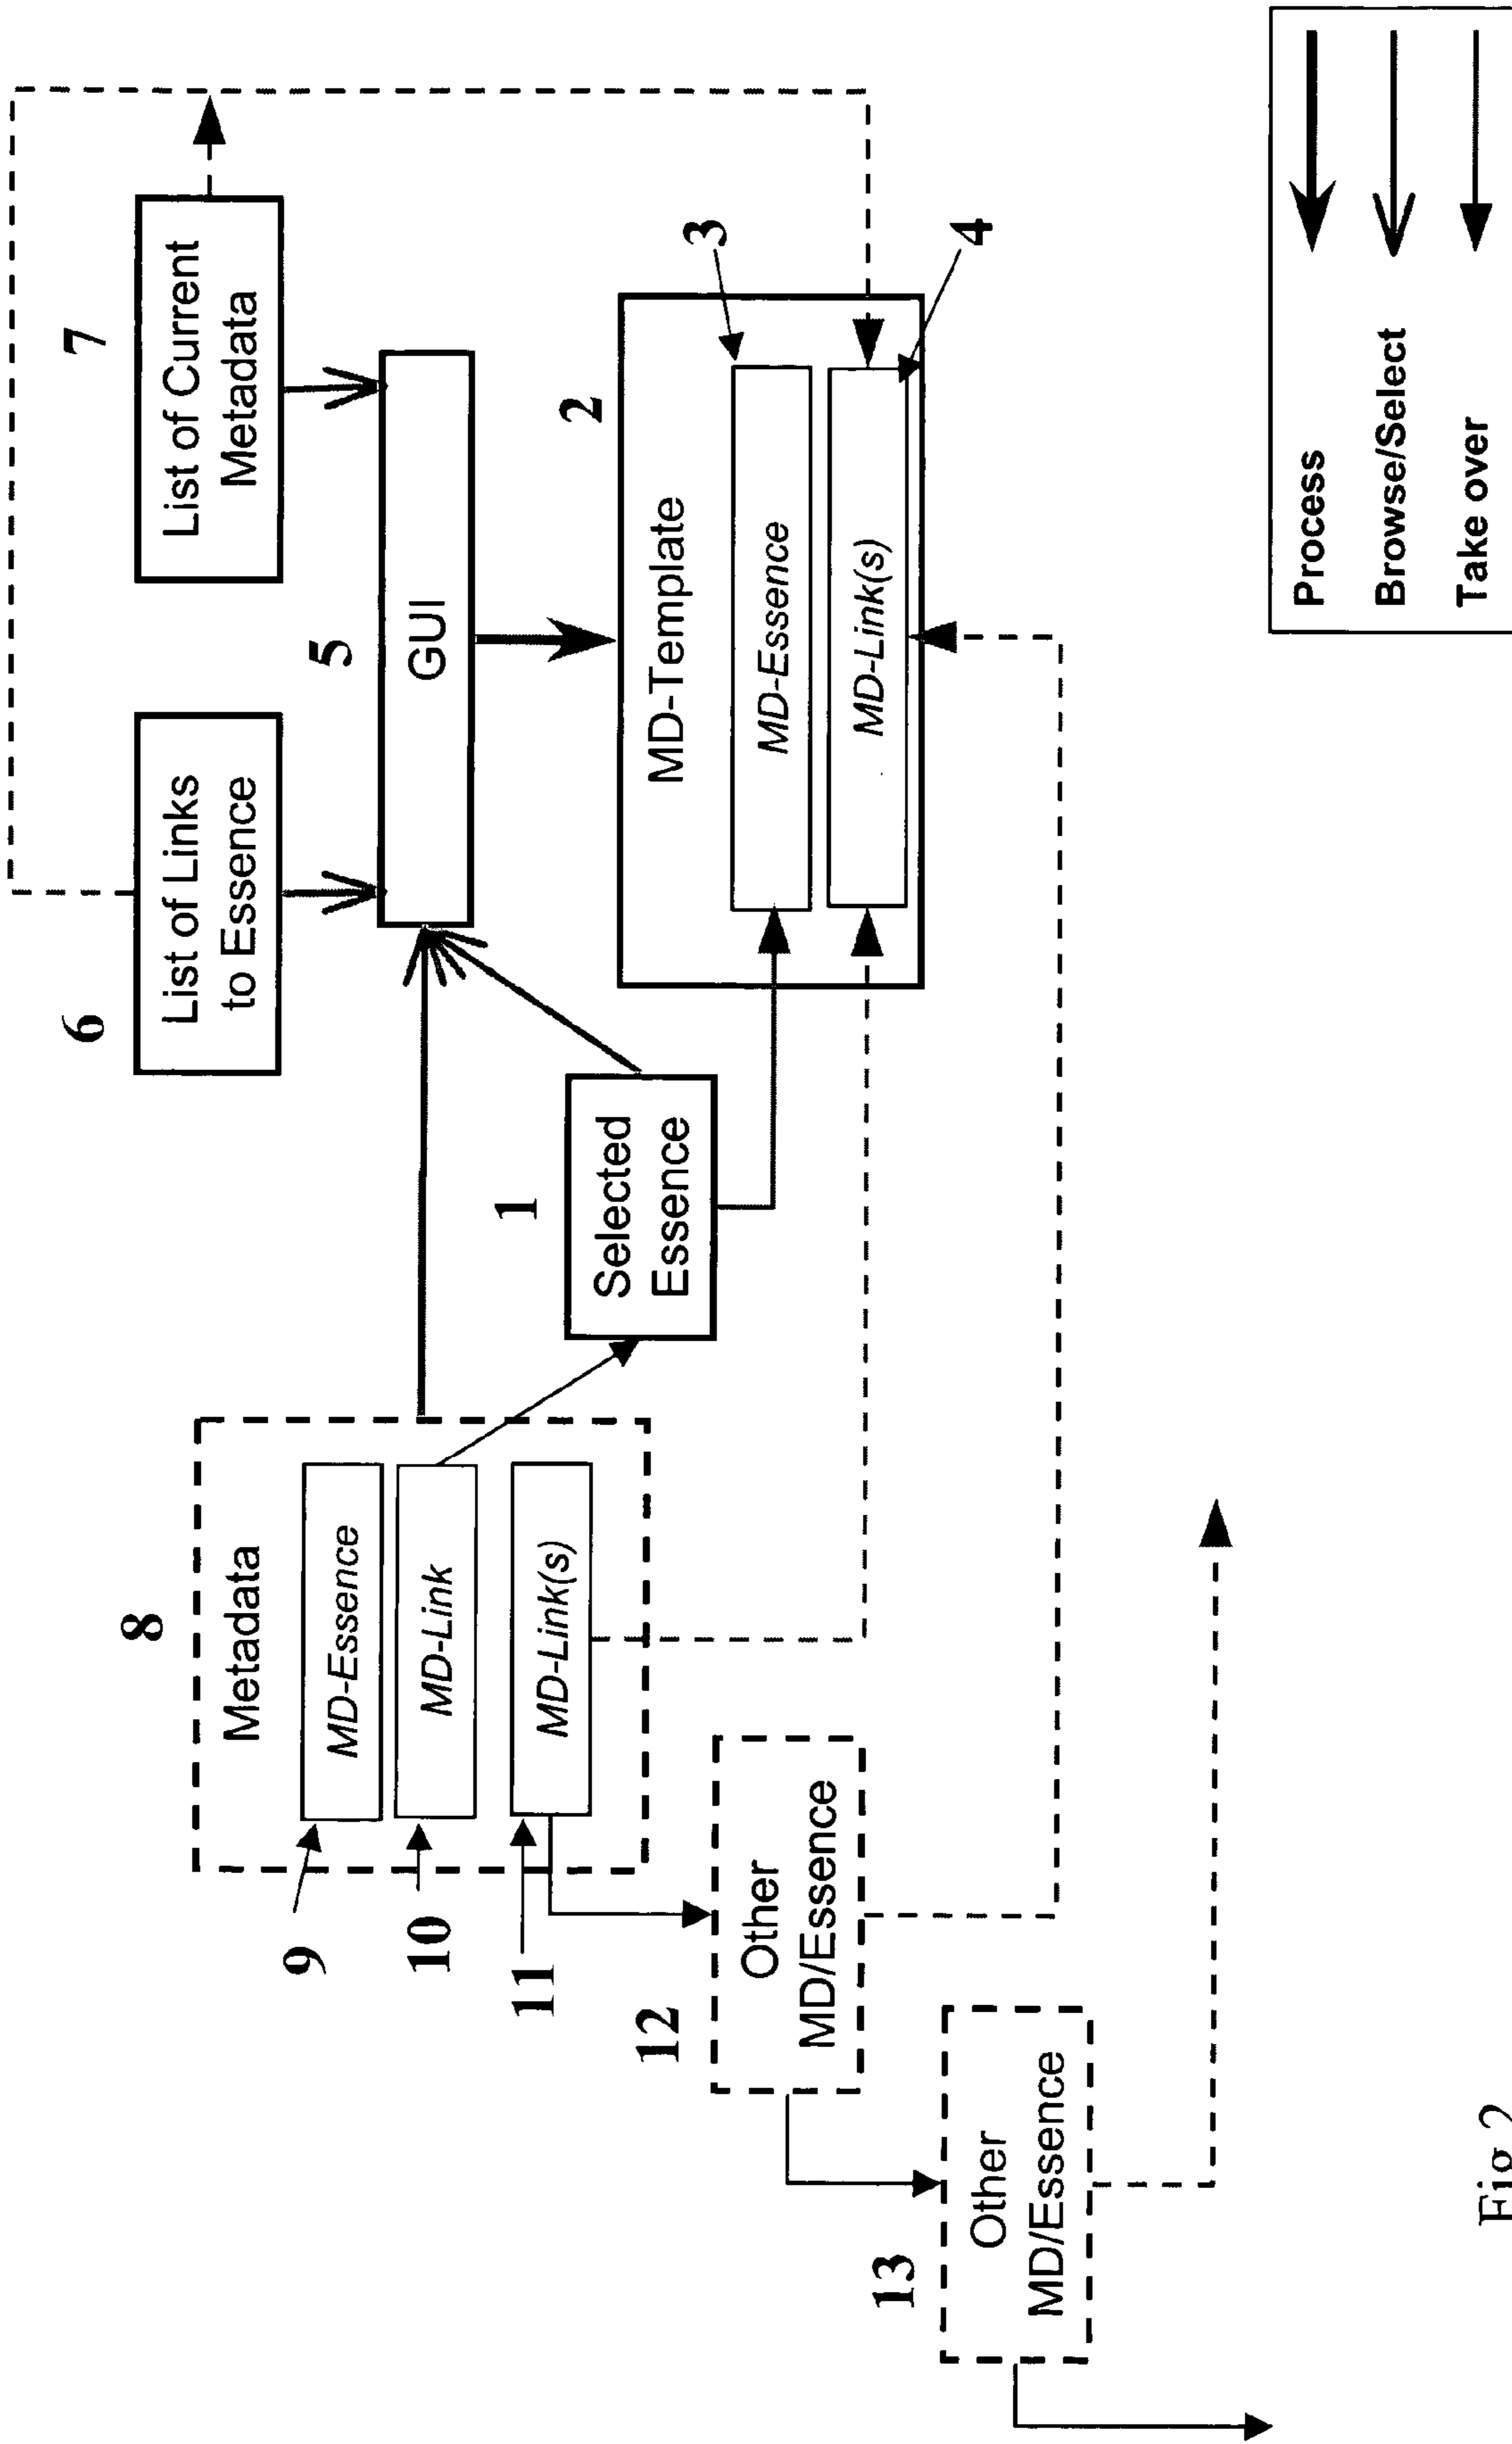 8
Metadata
9
MD-Essence
10
MD-Link
11
MD-Link(s)
12
Other
MD/Essence
13
Other
MD/Essence
1
Selected
Essence
6
List of Links
to Essence
7
List of Current
Metadata
5
GUI
2
MD-Template
3
MD-Essence
4
MD-Link(s)
Process
Browse/Select
Take over
Fig.2